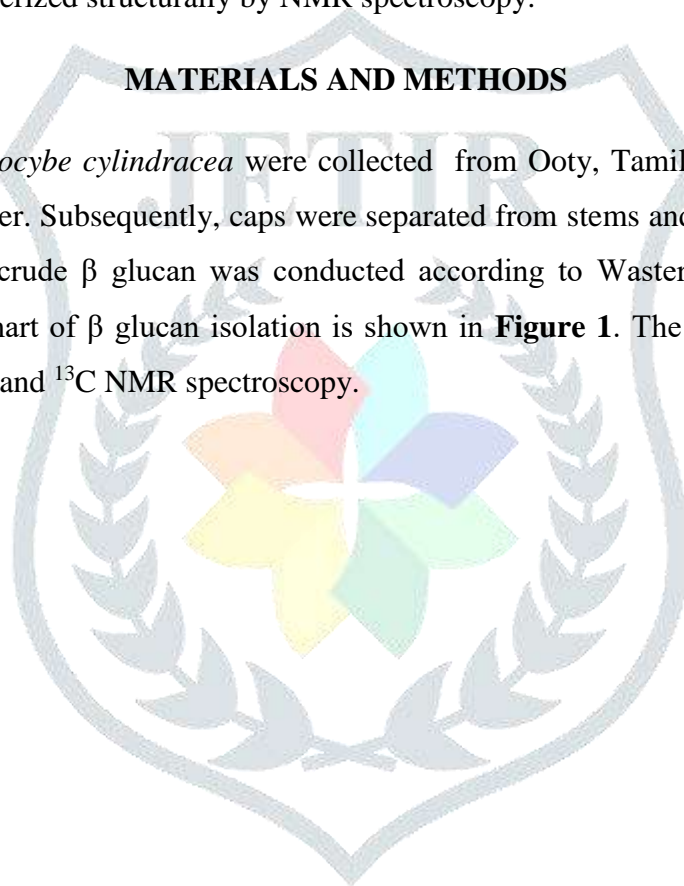 erized structurally by NMR spectroscopy.
MATERIALS AND METHODS
ocybe cylindracea were collected from Ooty, Tamil
er. Subsequently, caps were separated from stems and
crude β glucan was conducted according to Waster
art of β glucan isolation is shown in Figure 1. The
and ¹³C NMR spectroscopy.
JETIR